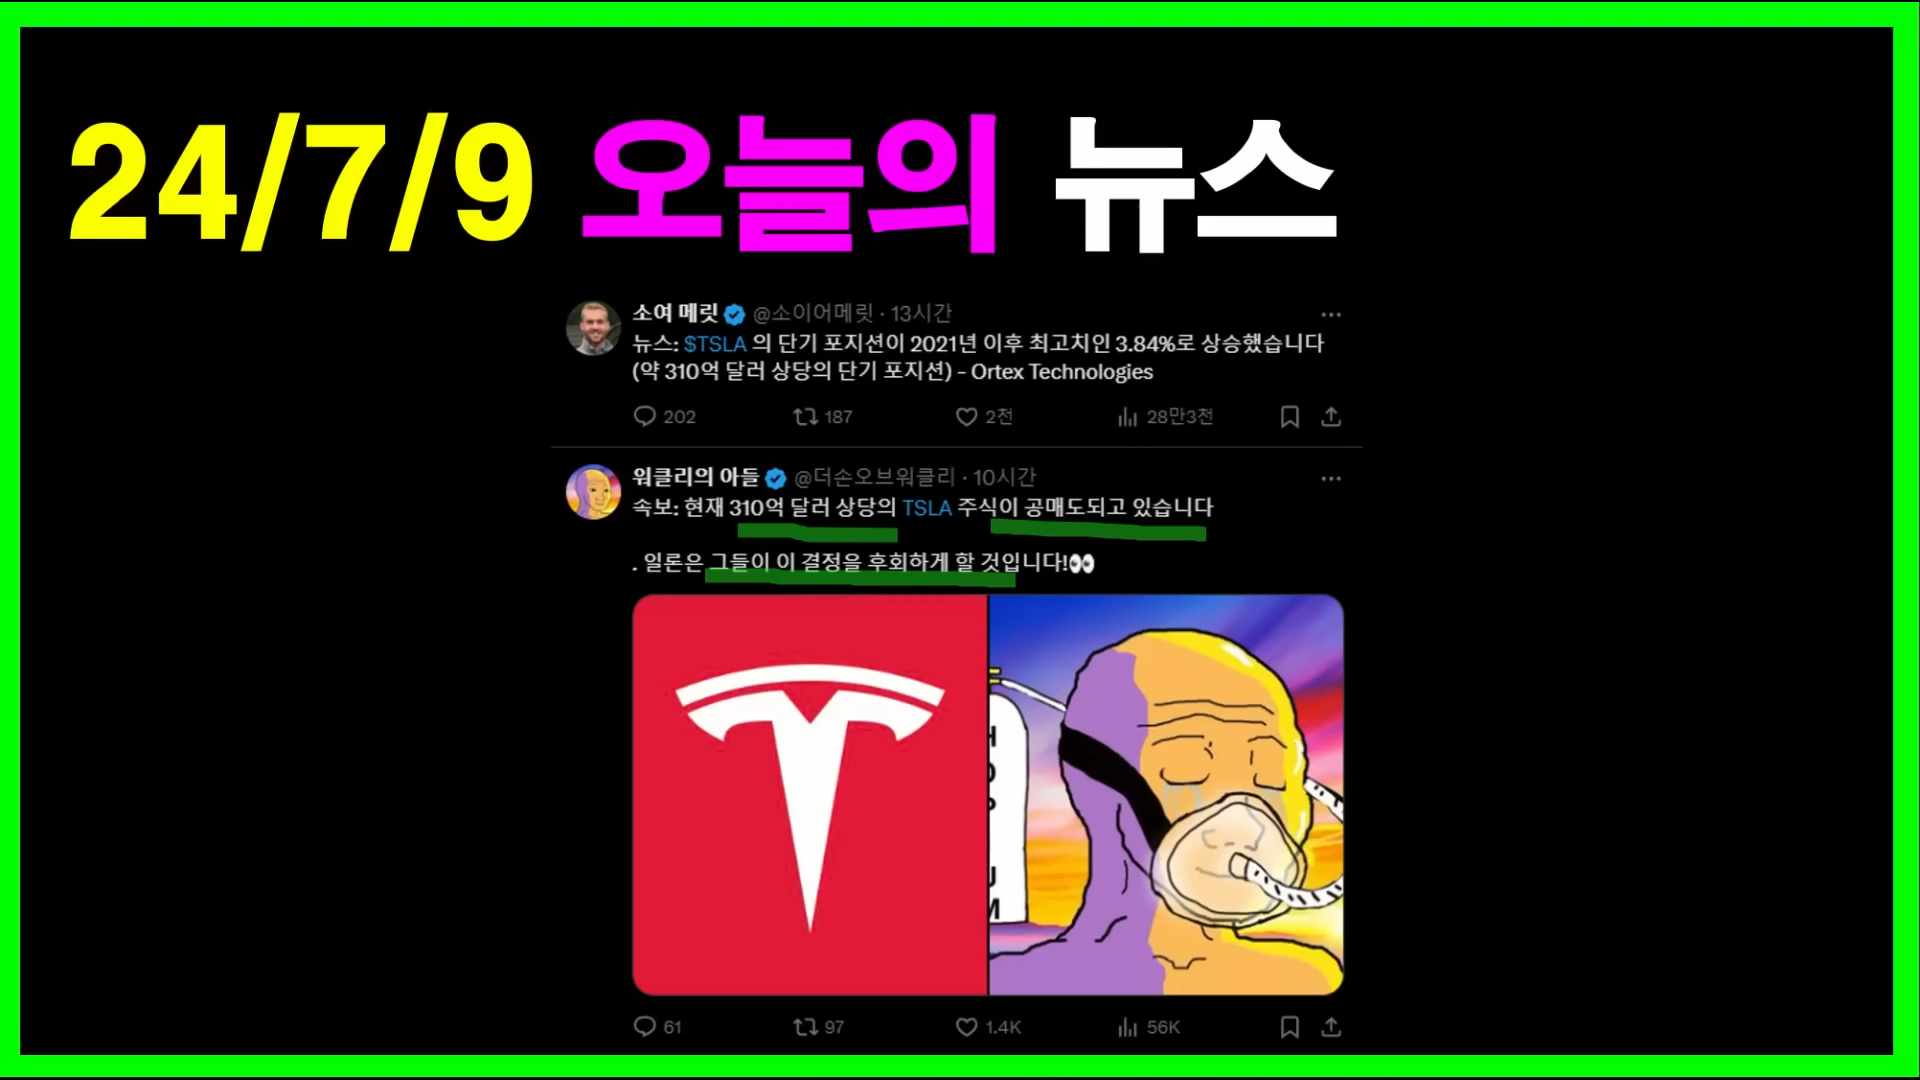 24/7/9 오늘의 뉴스
소여 메릿 @소이어메릿 · 13시간
뉴스: $TSLA 의 단기 포지션이 2021년 이후 최고치인 3.84%로 상승했습니다
(약 310억 달러 상당의 단기 포지션) – Ortex Technologies
202 187 2천 28만3천
워클리의 아들 @더손오브워클리 · 10시간
속보: 현재 310억 달러 상당의 TSLA 주식이 공매도되고 있습니다
. 일론은 그들이 이 결정을 후회하게 할 것입니다!👀
H
O
P
U
M
61 97 1.4K 56K